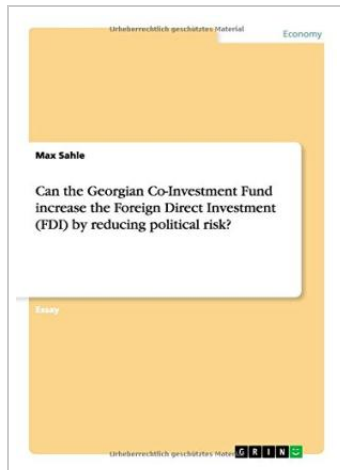 Urheberrechtlich geschütztes Material
Economy
Max Sahle
Can the Georgian Co-Investment Fund
increase the Foreign Direct Investment
(FDI) by reducing political risk?
Essay
Urheberrechtlich geschütztes Material
GRIN